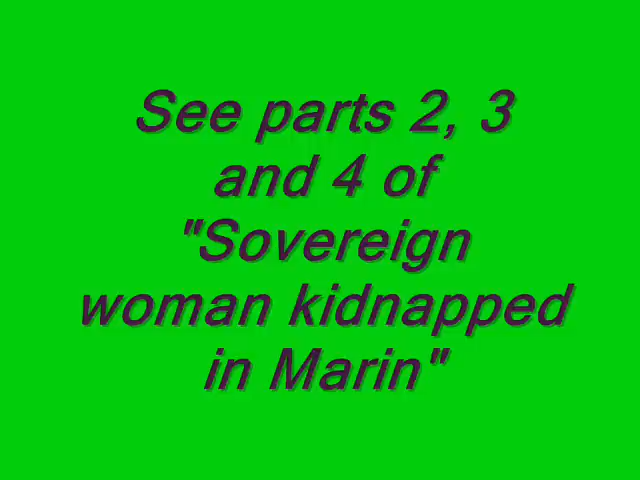 See parts 2, 3
and 4 of
"Sovereign
woman kidnapped
in Marin"